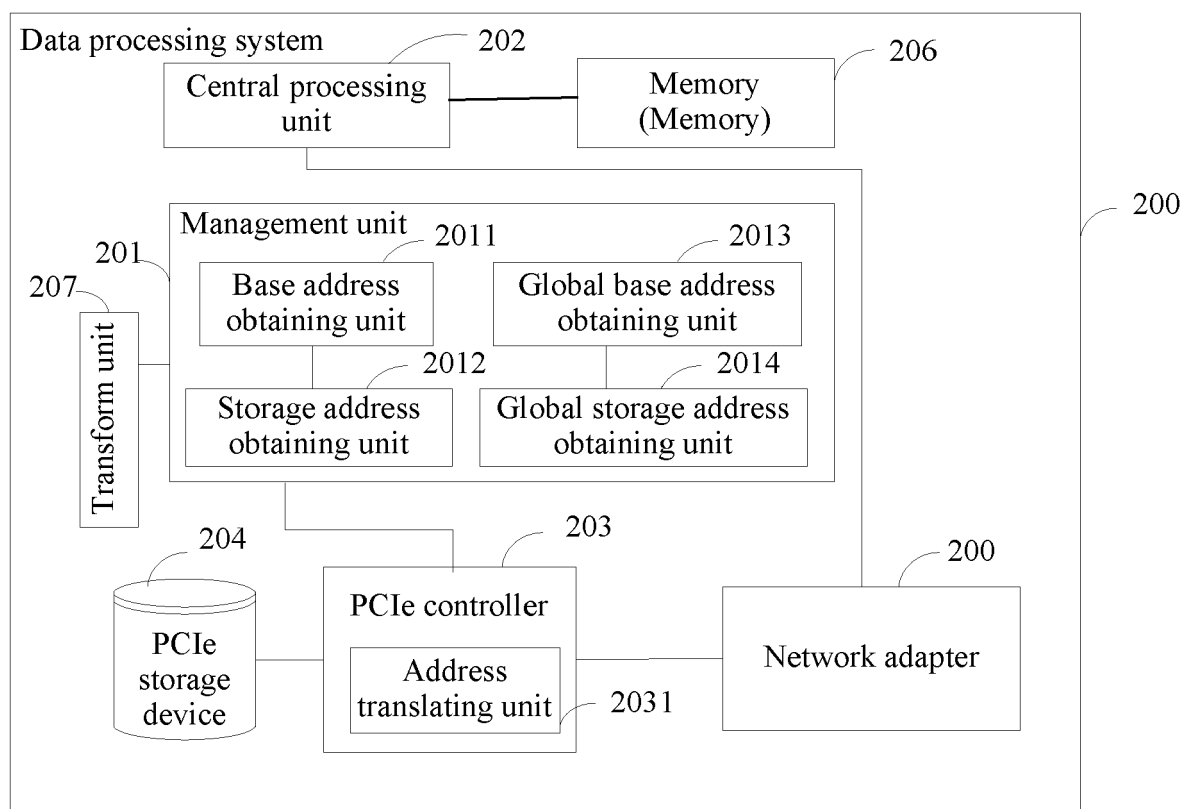 Data processing system
202
206
Central processing
unit
Memory
(Memory)
200
Management unit
201
2011
2013
207
Base address
obtaining unit
Global base address
obtaining unit
Transform unit
2012
2014
Storage address
obtaining unit
Global storage address
obtaining unit
204
203
200
PCIe controller
PCIe
storage
device
Address
translating unit
2031
Network adapter